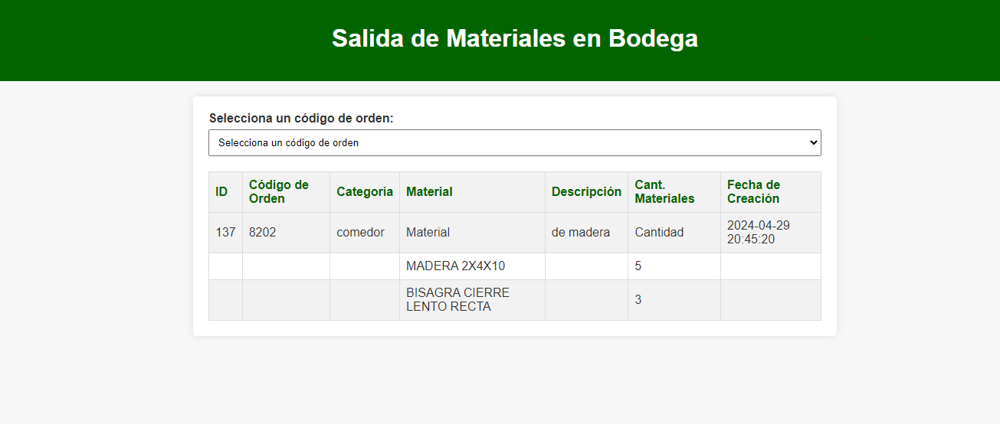 Salida de Materiales en Bodega
Selecciona un código de orden:
Selecciona un código de orden
ID Código de Orden Categoría Material Descripción Cant. Materiales Fecha de Creación
137 8202 comedor Material de madera Cantidad 2024-04-29 20:45:20
MADERA 2X4X10 5
BISAGRA CIERRE LENTO RECTA 3